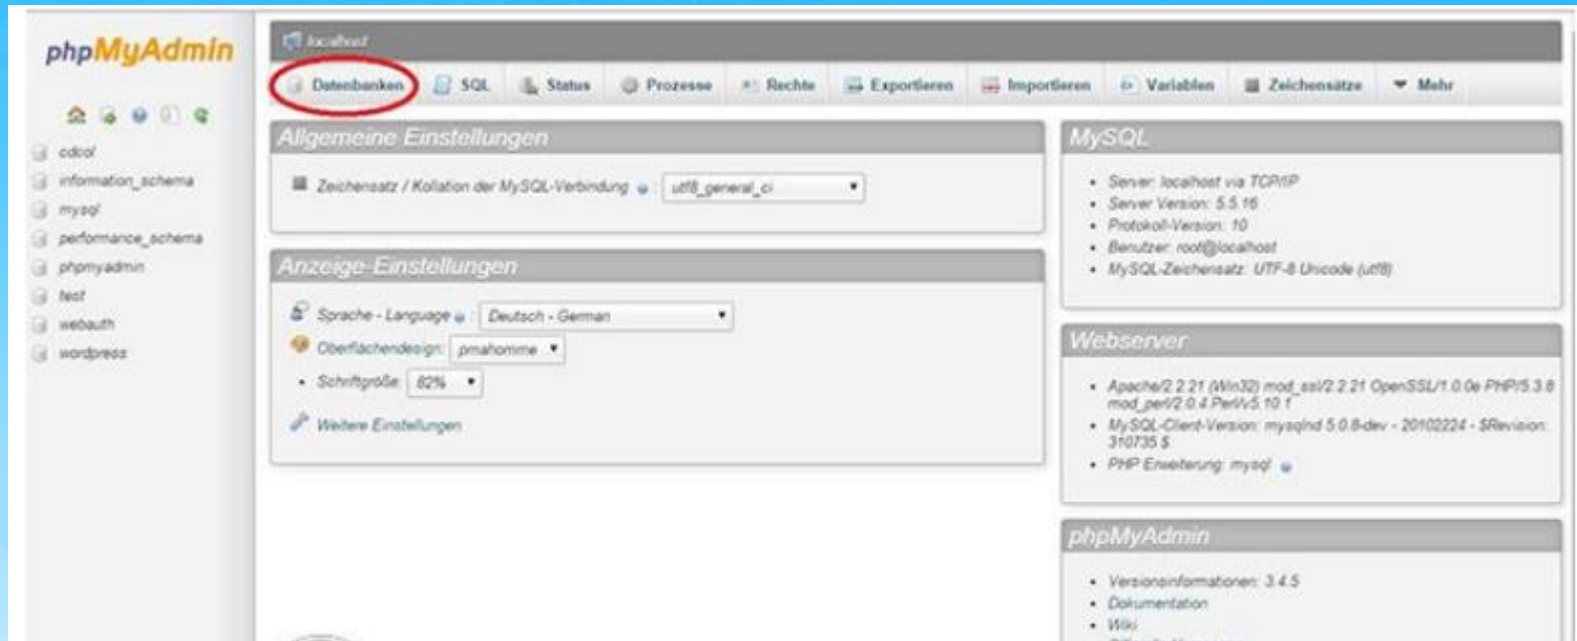 phpMyAdmin
cdcol
information_schema
mysql
performance_schema
phpmyadmin
test
webauth
wordpress
localhost
Datenbanken SQL Status Prozesse Rechte Exportieren Importieren Variablen Zeichensätze Mehr
Allgemeine Einstellungen
Zeichensatz / Kollation der MySQL-Verbindung : utf8_general_ci
Anzeige-Einstellungen
Sprache - Language : Deutsch - German
Oberflächendesign: pmahomme
• Schriftgröße: 82%
Weitere Einstellungen
MySQL
• Server: localhost via TCP/IP
• Server Version: 5.5.16
• Protokoll-Version: 10
• Benutzer: root@localhost
• MySQL-Zeichensatz: UTF-8 Unicode (utf8)
Webserver
• Apache/2.2.21 (Win32) mod_ssl/2.2.21 OpenSSL/1.0.0e PHP/5.3.8
mod_perl/2.0.4 Perl/v5.10.1
• MySQL-Client-Version: mysqlnd 5.0.8-dev - 20102224 - $Revision:
310735 $
• PHP Erweiterung: mysql
phpMyAdmin
• Versionsinformationen: 3.4.5
• Dokumentation
• Wiki